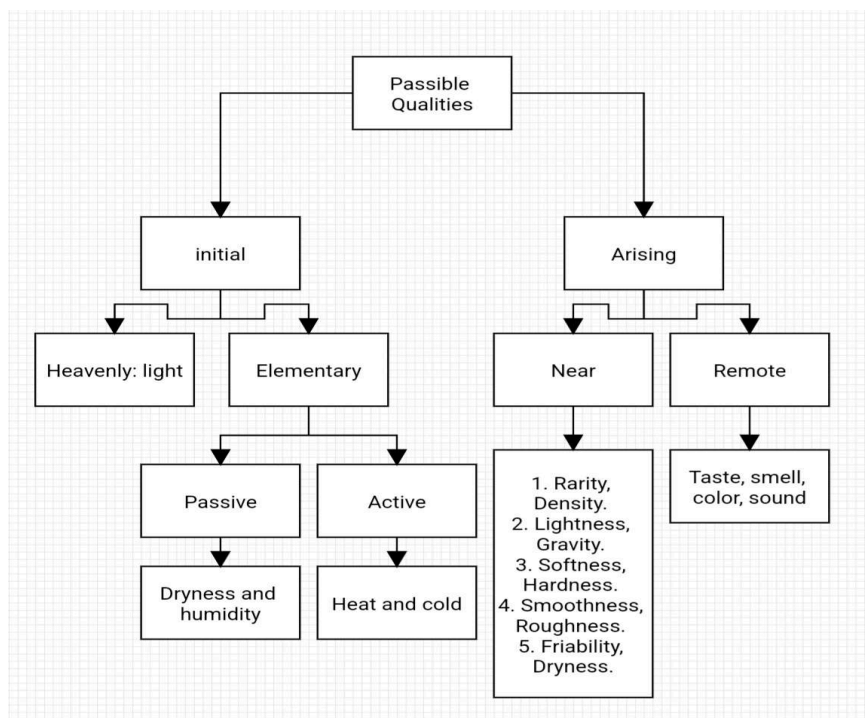 Passible
Qualities
initial
Arising
Heavenly: light
Elementary
Near
Remote
Passive
Active
1. Rarity,
Density.
2. Lightness,
Gravity.
3. Softness,
Hardness.
4. Smoothness,
Roughness.
5. Friability,
Dryness.
Taste, smell,
color, sound
Dryness and
humidity
Heat and cold